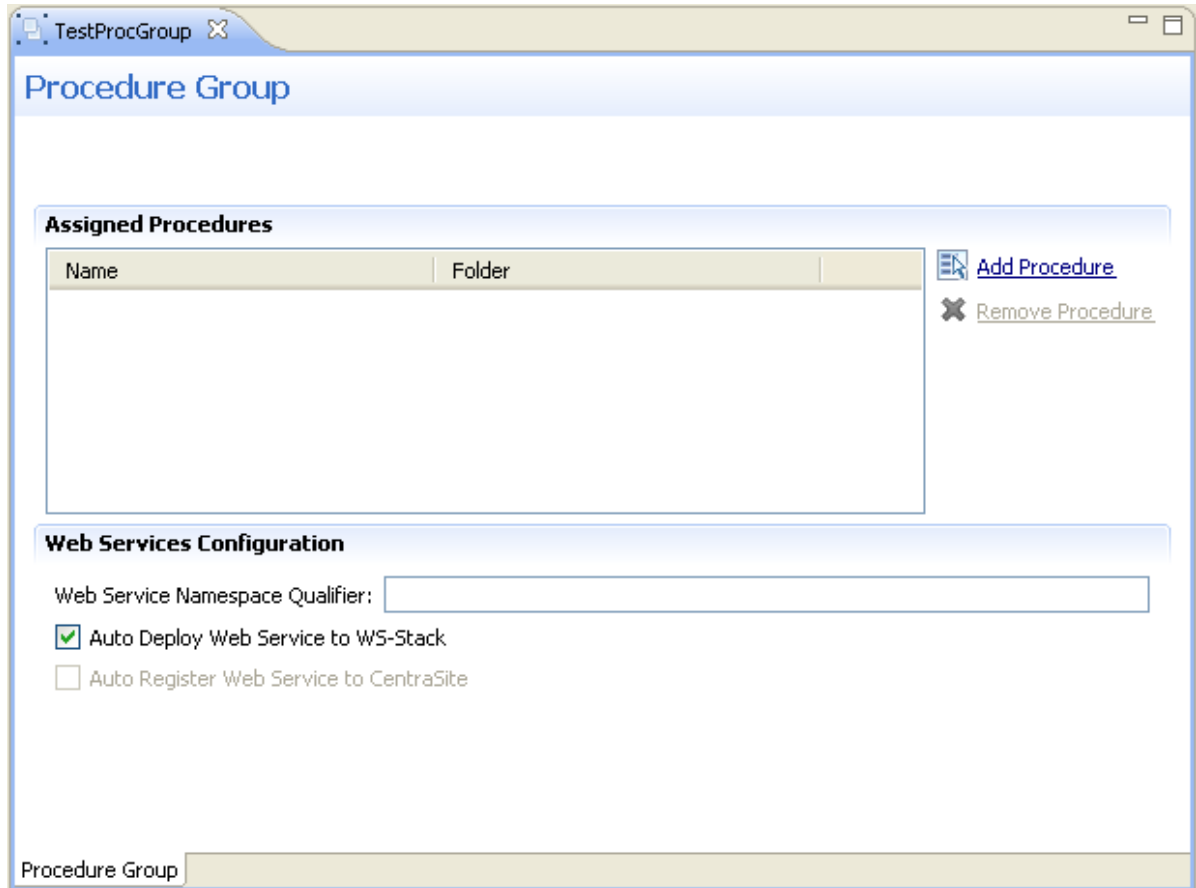 TestProcGroup
Procedure Group
Assigned Procedures
Name Folder
Add Procedure
Remove Procedure
Web Services Configuration
Web Service Namespace Qualifier:
Auto Deploy Web Service to WS-Stack
Auto Register Web Service to CentraSite
Procedure Group